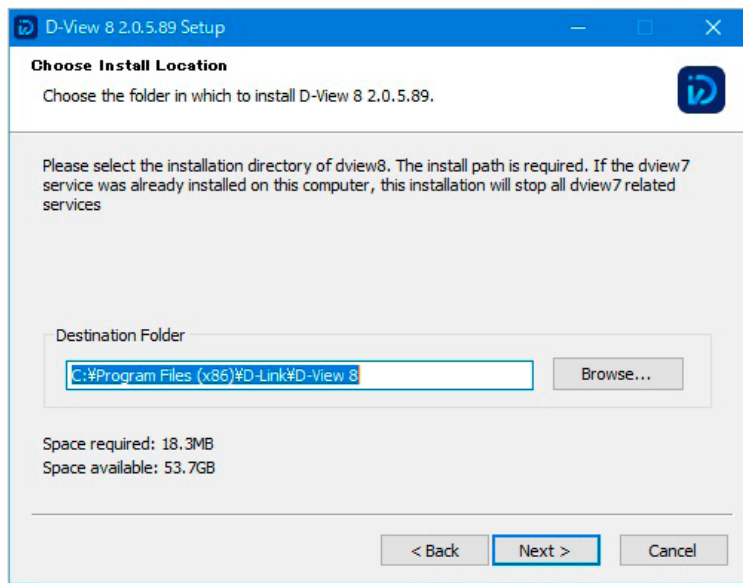 D-View 8 2.0.5.89 Setup
Choose Install Location
Choose the folder in which to install D-View 8 2.0.5.89.
Please select the installation directory of dview8. The install path is required. If the dview7
service was already installed on this computer, this installation will stop all dview7 related
services
Destination Folder
C:¥Program Files (x86)¥D-Link¥D-View 8
Browse...
Space required: 18.3MB
Space available: 53.7GB
< Back
Next >
Cancel